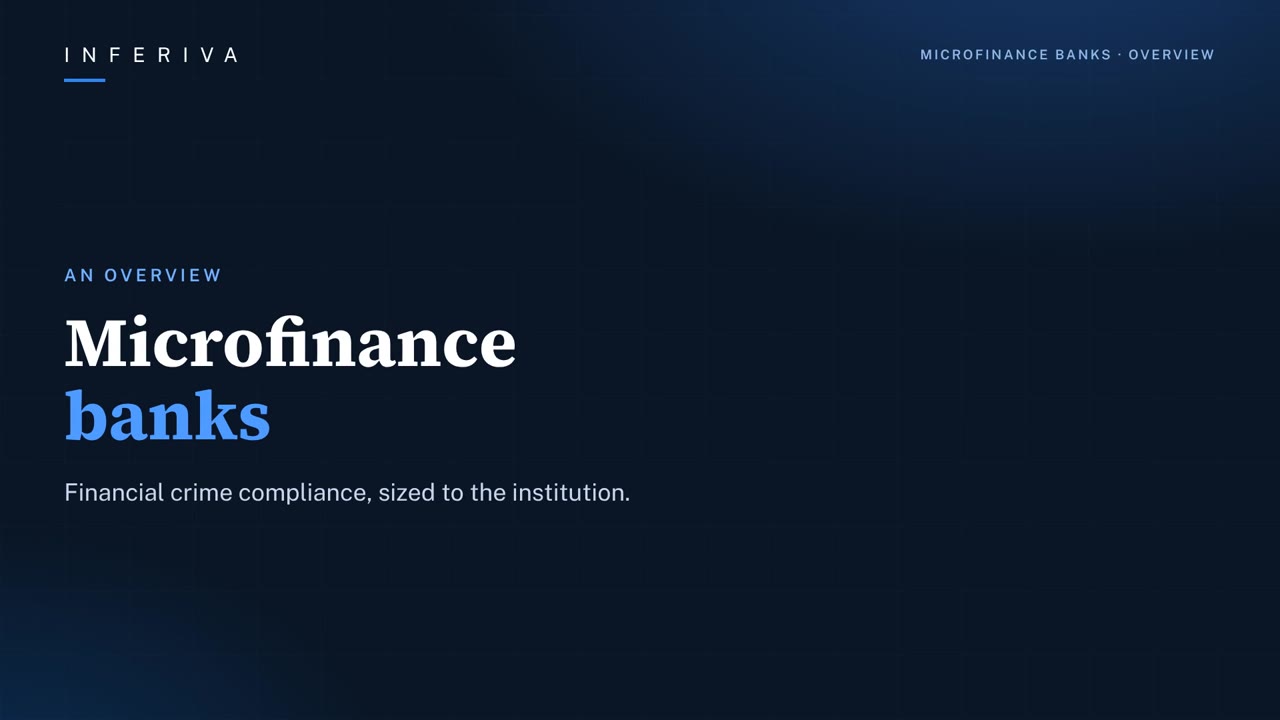 INFERIVA
MICROFINANCE BANKS · OVERVIEW
AN OVERVIEW
Microfinance
banks
Financial crime compliance, sized to the institution.